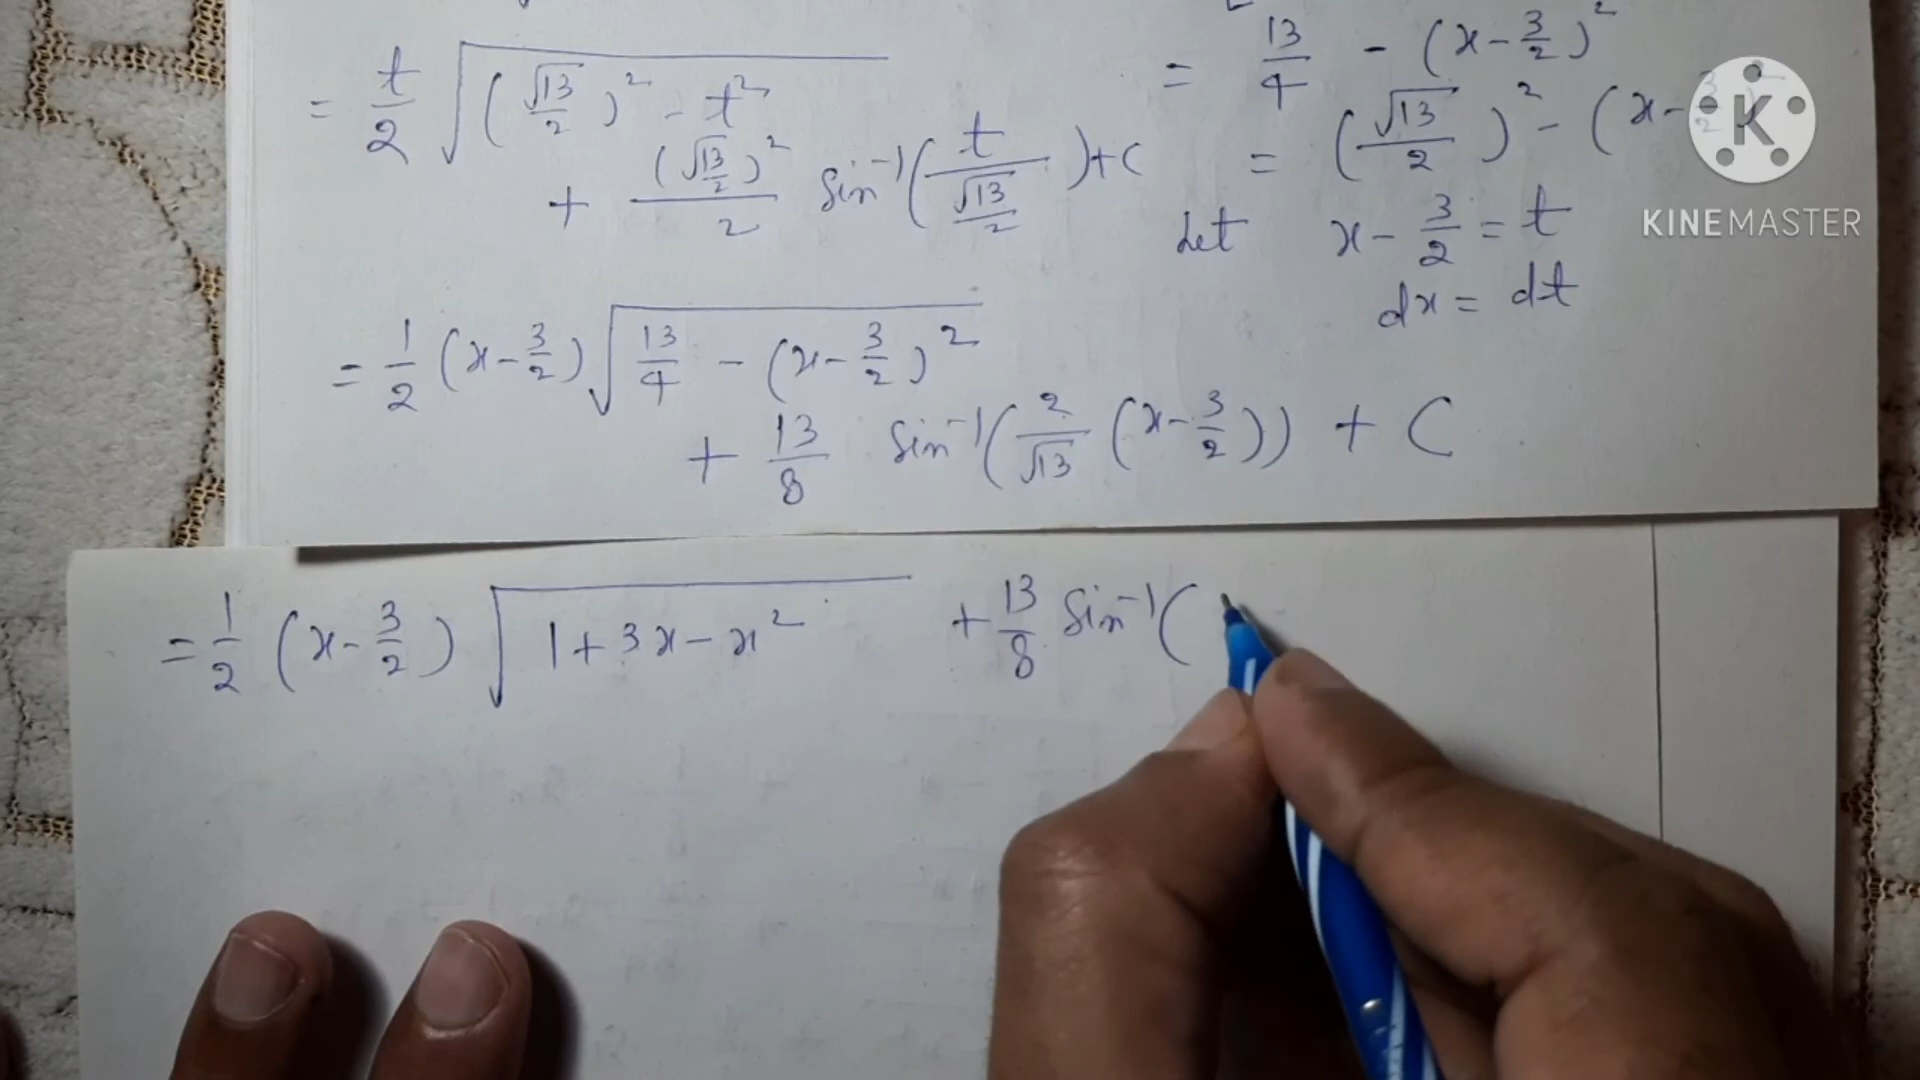 = t/2 √((√13/2)² - t²
+ (√13/2)²/2 sin⁻¹(t/(√13/2)) + C
= 1/2 (x - 3/2) √(13/4 - (x - 3/2)²
+ 13/8 sin⁻¹(2/√13 (x - 3/2)) + C
= 13/4 - (x - 3/2)²
= (√13/2)² - (x -
Let x - 3/2 = t
dx = dt
KINEMASTER
= 1/2 (x - 3/2) √(1 + 3x - x²) + 13/8 sin⁻¹(